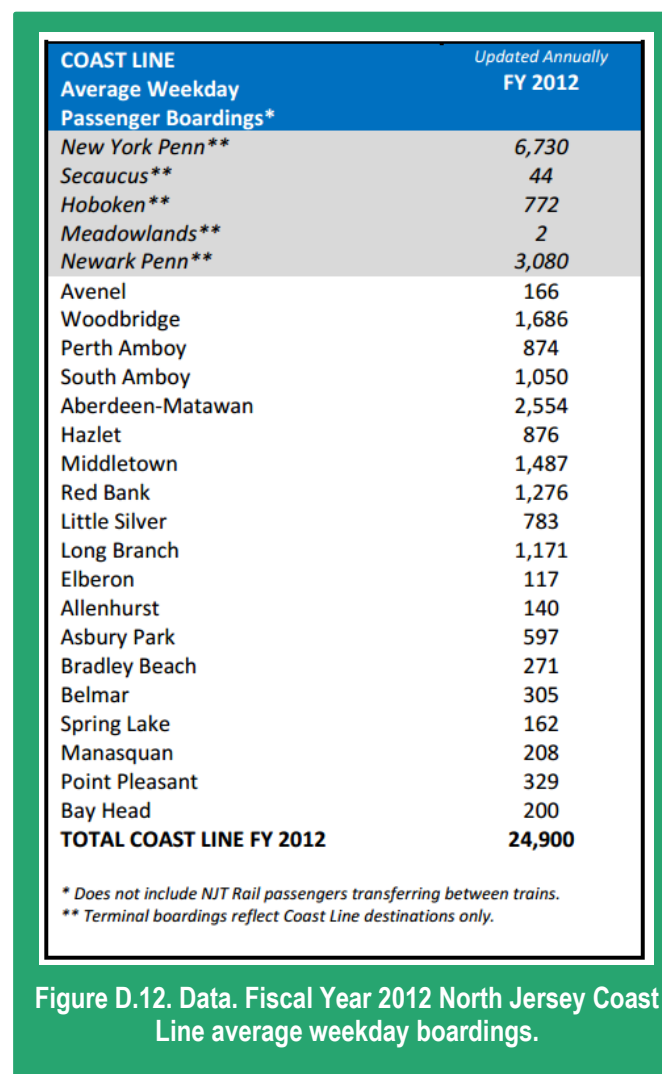 COAST LINE Updated Annually
Average Weekday FY 2012
Passenger Boardings*
New York Penn** 6,730
Secaucus** 44
Hoboken** 772
Meadowlands** 2
Newark Penn** 3,080
Avenel 166
Woodbridge 1,686
Perth Amboy 874
South Amboy 1,050
Aberdeen-Matawan 2,554
Hazlet 876
Middletown 1,487
Red Bank 1,276
Little Silver 783
Long Branch 1,171
Elberon 117
Allenhurst 140
Asbury Park 597
Bradley Beach 271
Belmar 305
Spring Lake 162
Manasquan 208
Point Pleasant 329
Bay Head 200
TOTAL COAST LINE FY 2012 24,900
* Does not include NJT Rail passengers transferring between trains.
** Terminal boardings reflect Coast Line destinations only.
Figure D.12. Data. Fiscal Year 2012 North Jersey Coast
Line average weekday boardings.